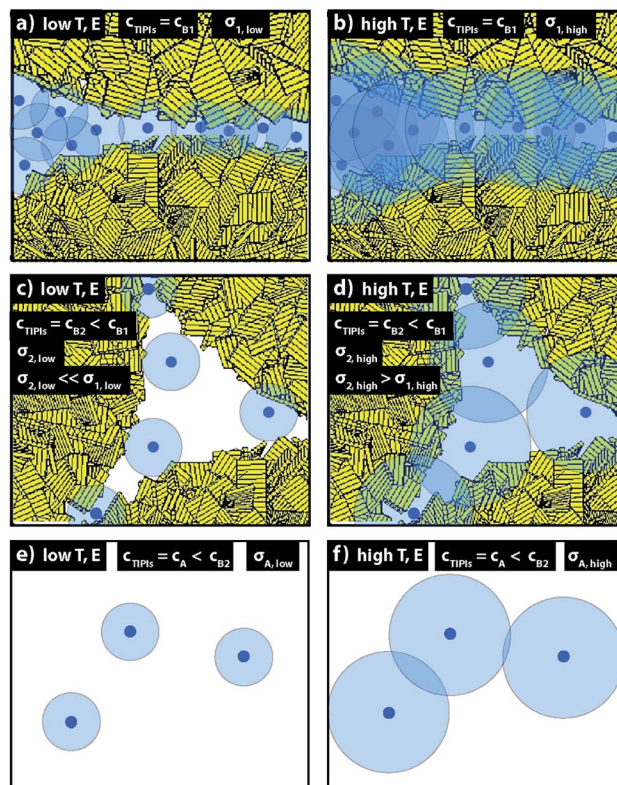 a) low T, E c_TIPIs = c_B1 σ_1, low
b) high T, E c_TIPIs = c_B1 σ_1, high
c) low T, E
c_TIPIs = c_B2 < c_B1
σ_2, low
σ_2, low << σ_1, low
d) high T, E
c_TIPIs = c_B2 < c_B1
σ_2, high
σ_2, high > σ_1, high
e) low T, E c_TIPIs = c_A < c_B2 σ_A, low
f) high T, E c_TIPIs = c_A < c_B2 σ_A, high